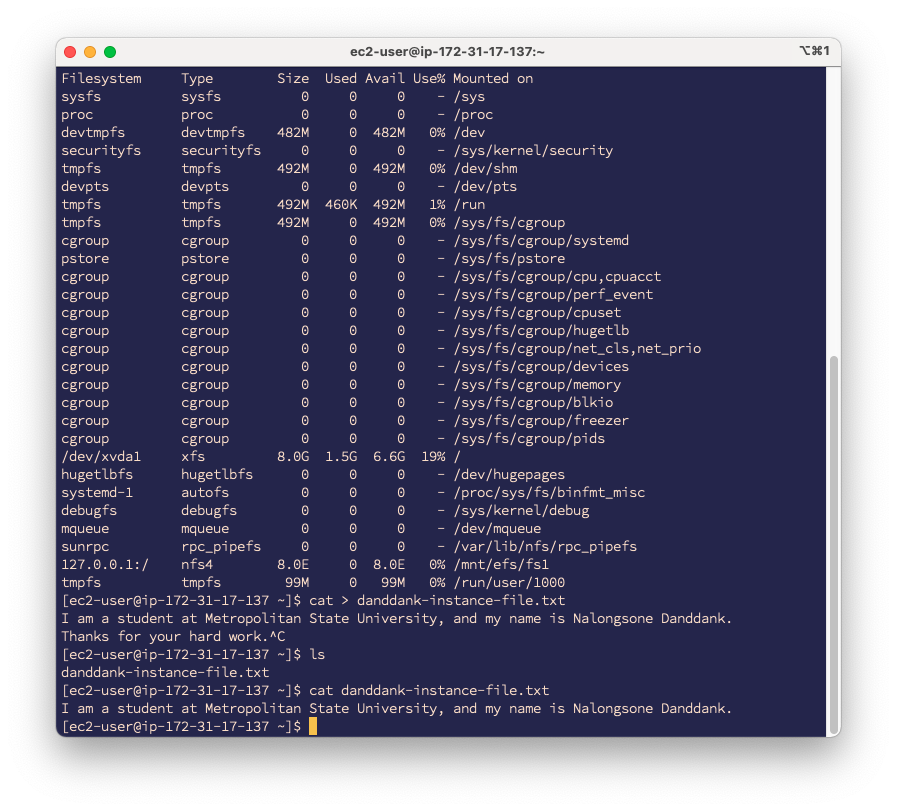 ec2-user@ip-172-31-17-137:~ ⌥⌘1
Filesystem     Type        Size  Used Avail Use% Mounted on
sysfs          sysfs          0     0     0    - /sys
proc           proc           0     0     0    - /proc
devtmpfs       devtmpfs    482M     0  482M   0% /dev
securityfs     securityfs     0     0     0    - /sys/kernel/security
tmpfs          tmpfs       492M     0  492M   0% /dev/shm
devpts         devpts         0     0     0    - /dev/pts
tmpfs          tmpfs       492M  460K  492M   1% /run
tmpfs          tmpfs       492M     0  492M   0% /sys/fs/cgroup
cgroup         cgroup         0     0     0    - /sys/fs/cgroup/systemd
pstore         pstore         0     0     0    - /sys/fs/pstore
cgroup         cgroup         0     0     0    - /sys/fs/cgroup/cpu,cpuacct
cgroup         cgroup         0     0     0    - /sys/fs/cgroup/perf_event
cgroup         cgroup         0     0     0    - /sys/fs/cgroup/cpuset
cgroup         cgroup         0     0     0    - /sys/fs/cgroup/hugetlb
cgroup         cgroup         0     0     0    - /sys/fs/cgroup/net_cls,net_prio
cgroup         cgroup         0     0     0    - /sys/fs/cgroup/devices
cgroup         cgroup         0     0     0    - /sys/fs/cgroup/memory
cgroup         cgroup         0     0     0    - /sys/fs/cgroup/blkio
cgroup         cgroup         0     0     0    - /sys/fs/cgroup/freezer
cgroup         cgroup         0     0     0    - /sys/fs/cgroup/pids
/dev/xvda1     xfs         8.0G  1.5G  6.6G  19% /
hugetlbfs      hugetlbfs      0     0     0    - /dev/hugepages
systemd-1      autofs         0     0     0    - /proc/sys/fs/binfmt_misc
debugfs        debugfs        0     0     0    - /sys/kernel/debug
mqueue         mqueue         0     0     0    - /dev/mqueue
sunrpc         rpc_pipefs     0     0     0    - /var/lib/nfs/rpc_pipefs
127.0.0.1:/    nfs4        8.0E     0  8.0E   0% /mnt/efs/fs1
tmpfs          tmpfs        99M     0   99M   0% /run/user/1000
[ec2-user@ip-172-31-17-137 ~]$ cat > danddank-instance-file.txt
I am a student at Metropolitan State University, and my name is Nalongsone Danddank.
Thanks for your hard work.^C
[ec2-user@ip-172-31-17-137 ~]$ ls
danddank-instance-file.txt
[ec2-user@ip-172-31-17-137 ~]$ cat danddank-instance-file.txt
I am a student at Metropolitan State University, and my name is Nalongsone Danddank.
[ec2-user@ip-172-31-17-137 ~]$